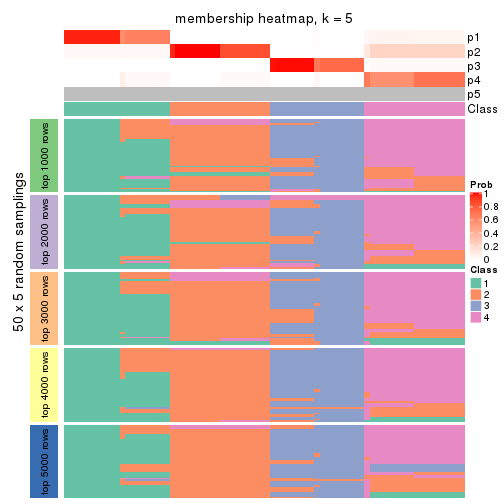 membership heatmap, k = 5
p1
p2
p3
p4
p5
Class
50 x 5 random samplings
top 1000 rows
top 2000 rows
top 3000 rows
top 4000 rows
top 5000 rows
Prob
1
0.8
0.6
0.4
0.2
0
Class
1
2
3
4